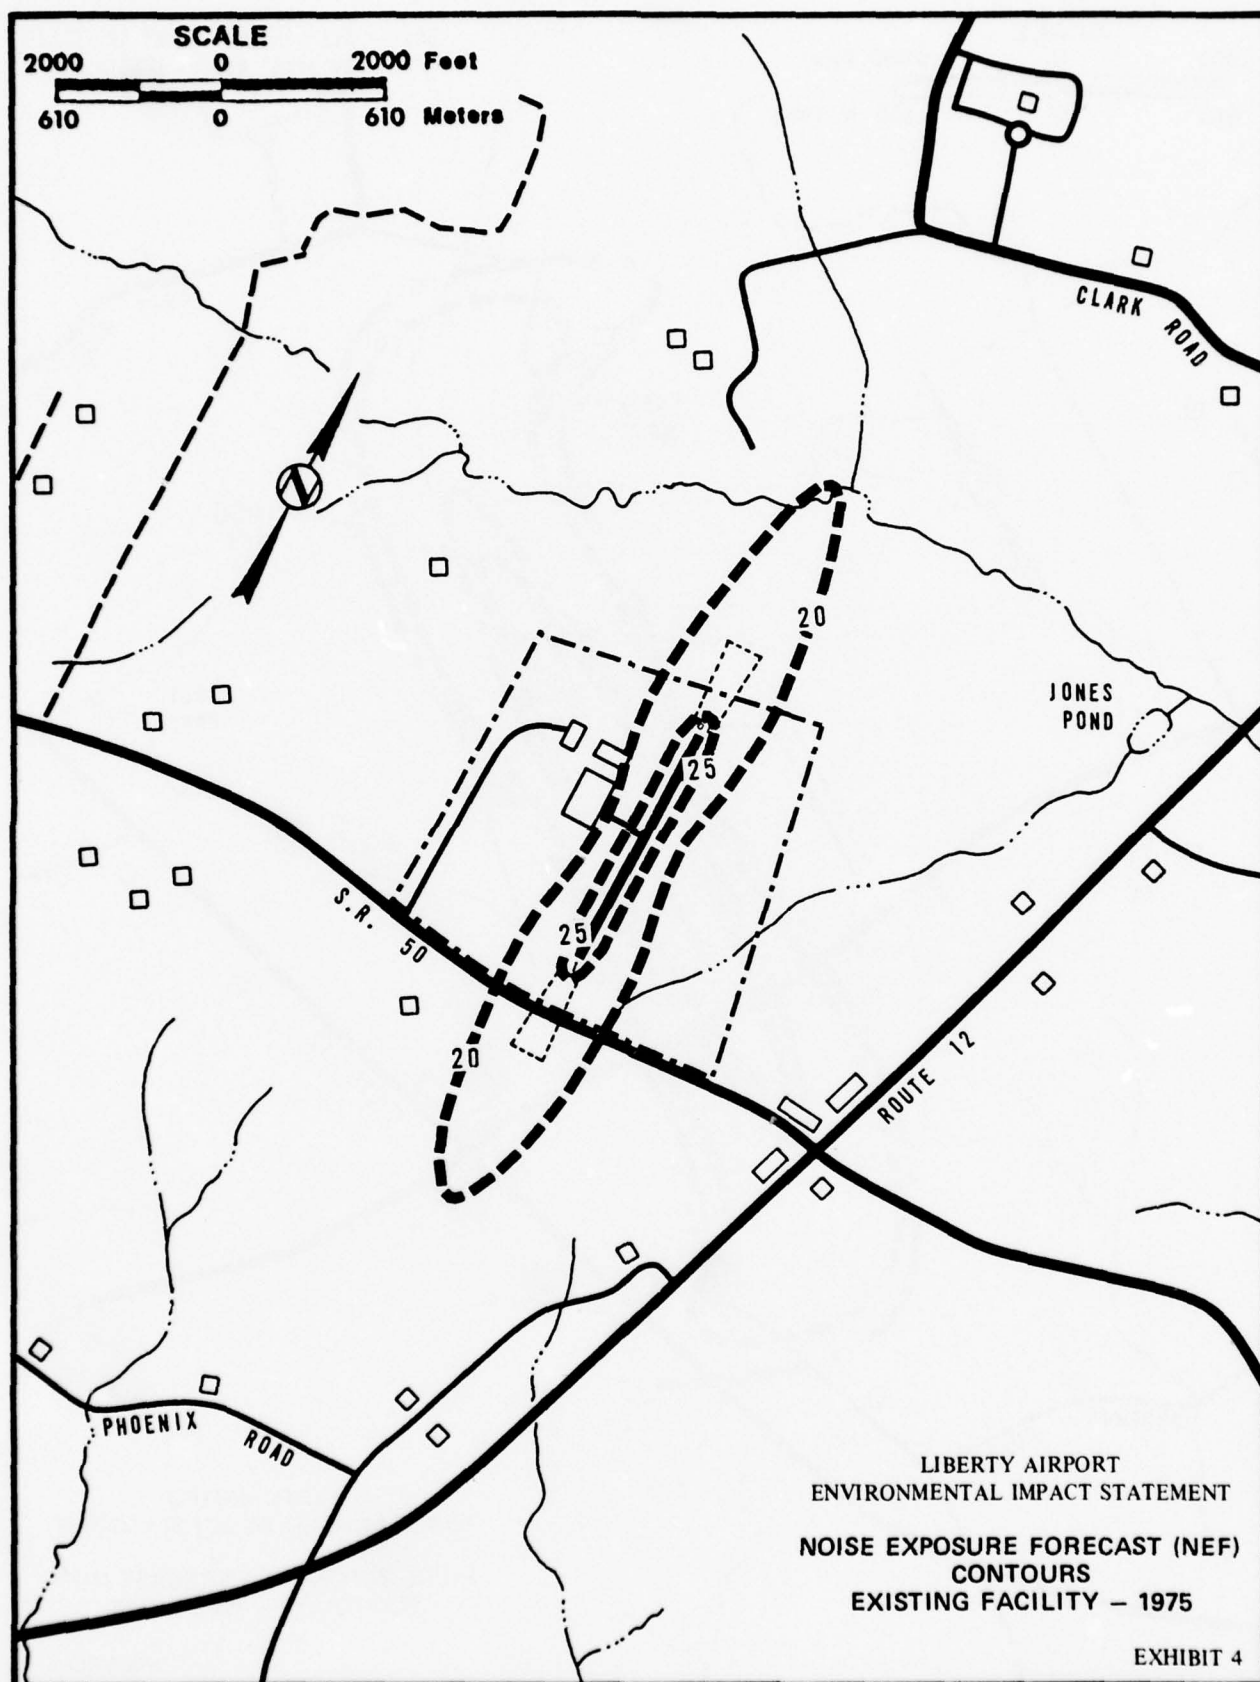 SCALE
2000 0 2000 Feet
610 0 610 Meters
CLARK ROAD
N
20
JONES
POND
25
25
S.R. 50
20
ROUTE 12
PHOENIX ROAD
LIBERTY AIRPORT
ENVIRONMENTAL IMPACT STATEMENT
NOISE EXPOSURE FORECAST (NEF)
CONTOURS
EXISTING FACILITY – 1975
EXHIBIT 4